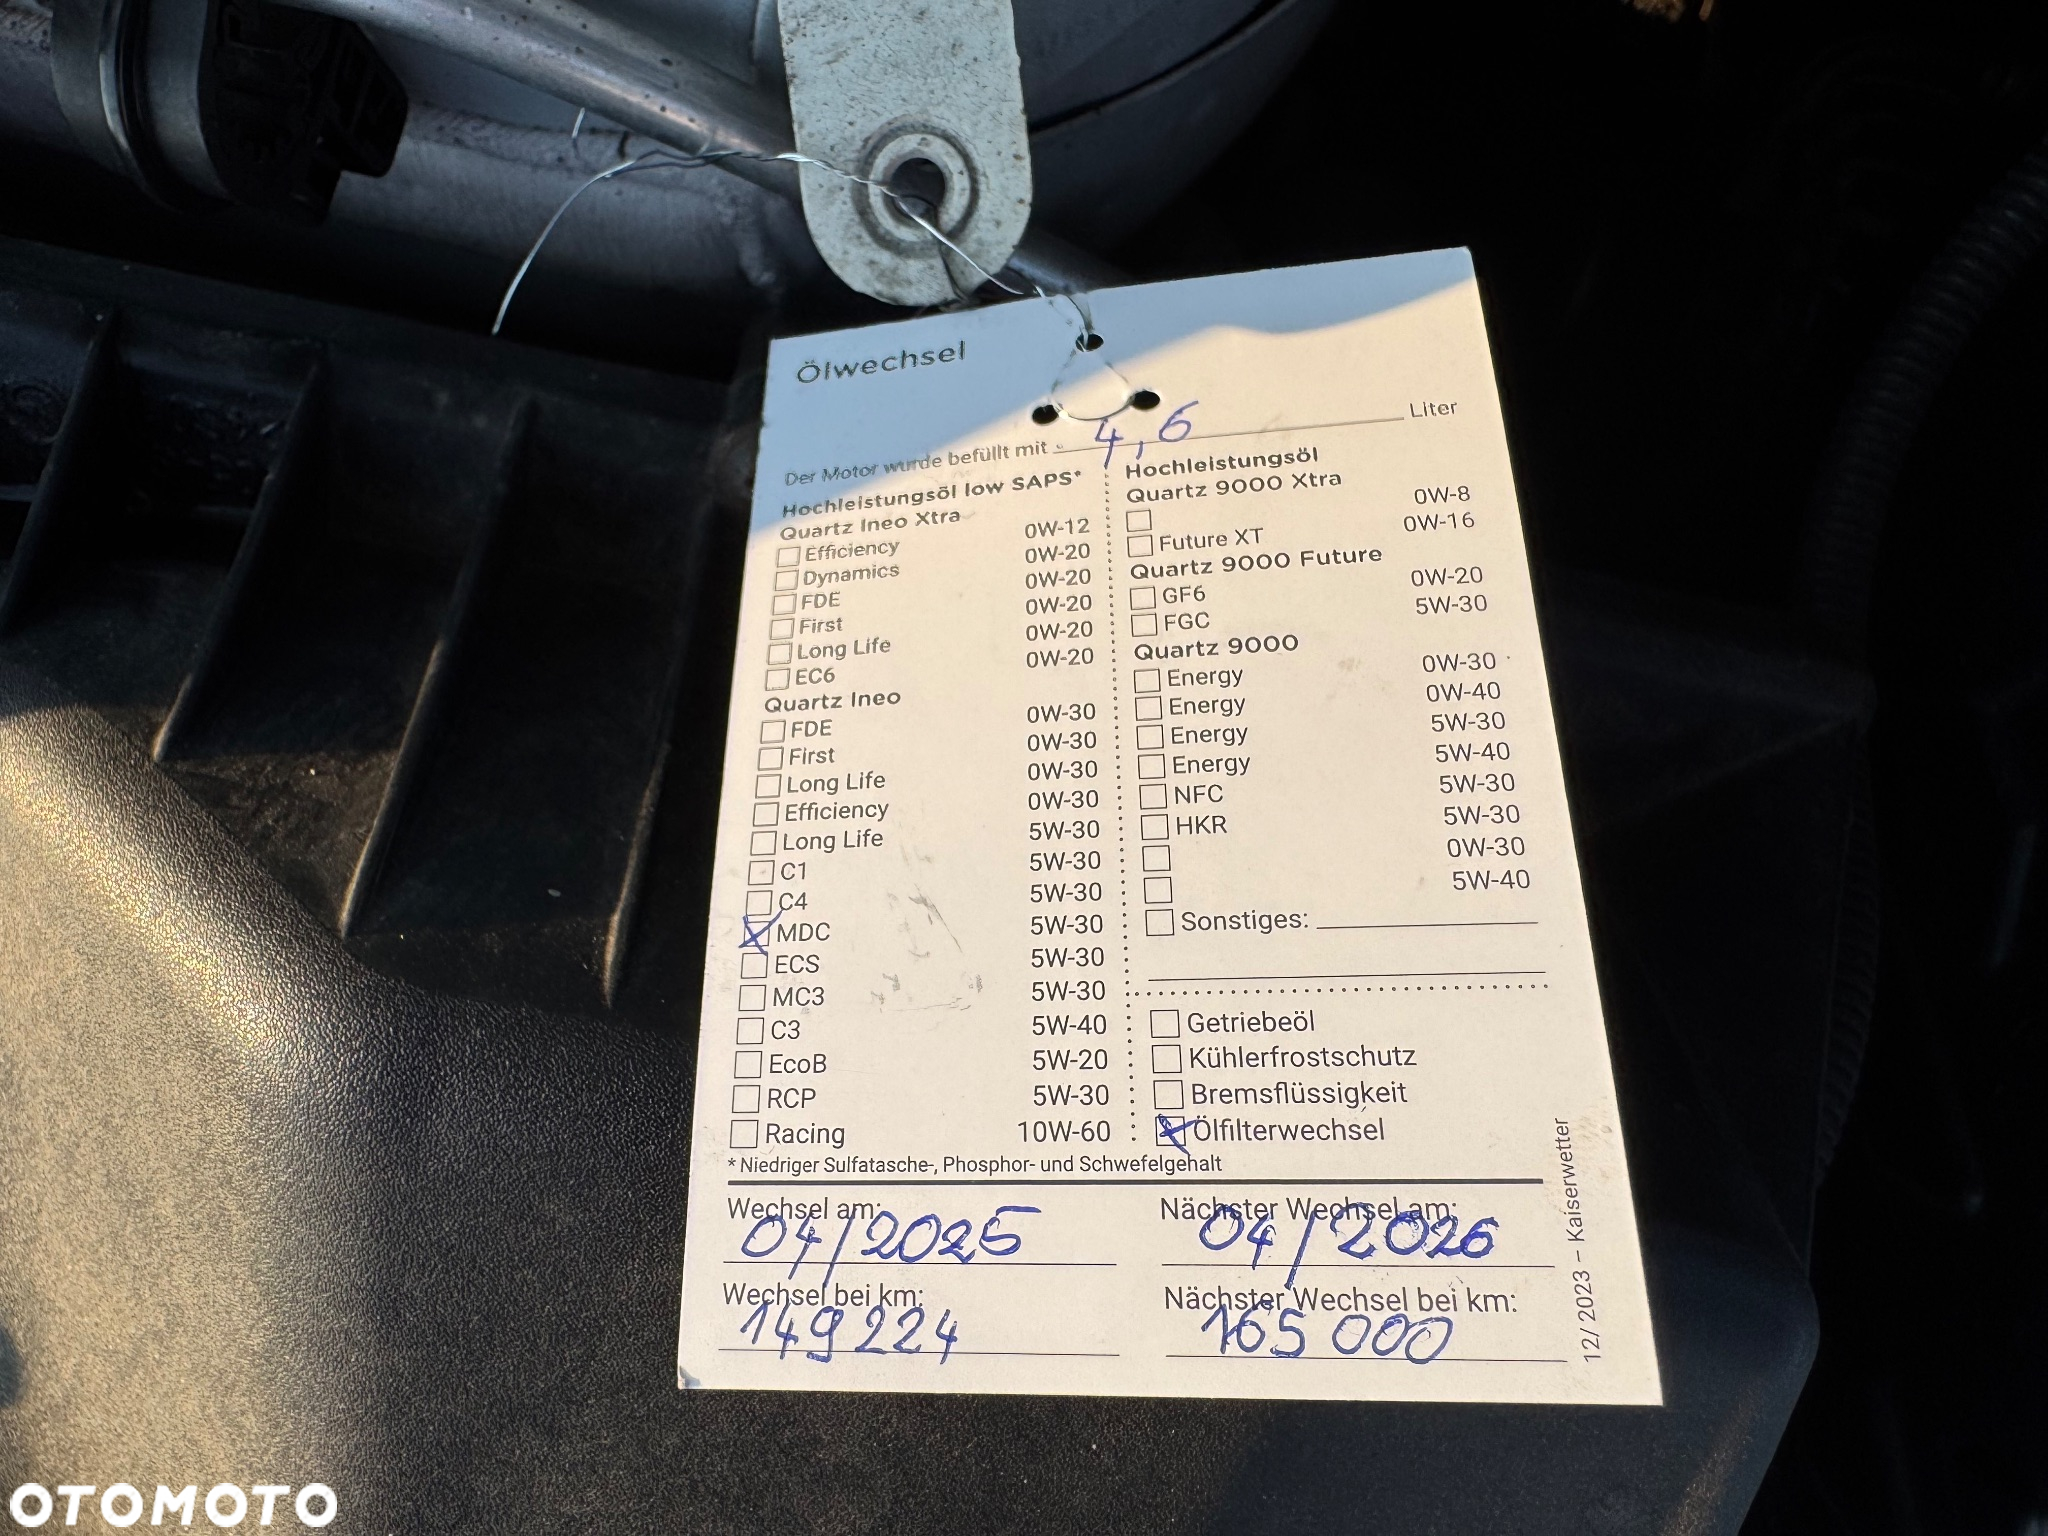 Ölwechsel
Der Motor wurde befüllt mit 4,6 Liter
Hochleistungsöl low SAPS*
Quartz Ineo Xtra
Efficiency 0W-12
Dynamics 0W-20
FDE 0W-20
First 0W-20
Long Life 0W-20
EC6 0W-20
Quartz Ineo
FDE 0W-30
First 0W-30
Long Life 0W-30
Efficiency 0W-30
Long Life 5W-30
C1 5W-30
C4 5W-30
MDC 5W-30
ECS 5W-30
MC3 5W-30
C3 5W-40
EcoB 5W-20
RCP 5W-30
Racing 10W-60
* Niedriger Sulfatasche-, Phosphor- und Schwefelgehalt
Hochleistungsöl
Quartz 9000 Xtra
0W-8
Future XT 0W-16
Quartz 9000 Future
GF6 0W-20
FGC 5W-30
Quartz 9000
Energy 0W-30
Energy 0W-40
Energy 5W-30
Energy 5W-40
NFC 5W-30
HKR 5W-30
0W-30
5W-40
Sonstiges:
Getriebeöl
Kühlerfrostschutz
Bremsflüssigkeit
Ölfilterwechsel
Wechsel am: 04/2025
Nächster Wechsel am: 04/2026
Wechsel bei km: 149224
Nächster Wechsel bei km: 165 000
12/2023 – Kaiserwetter
OTOMOTO